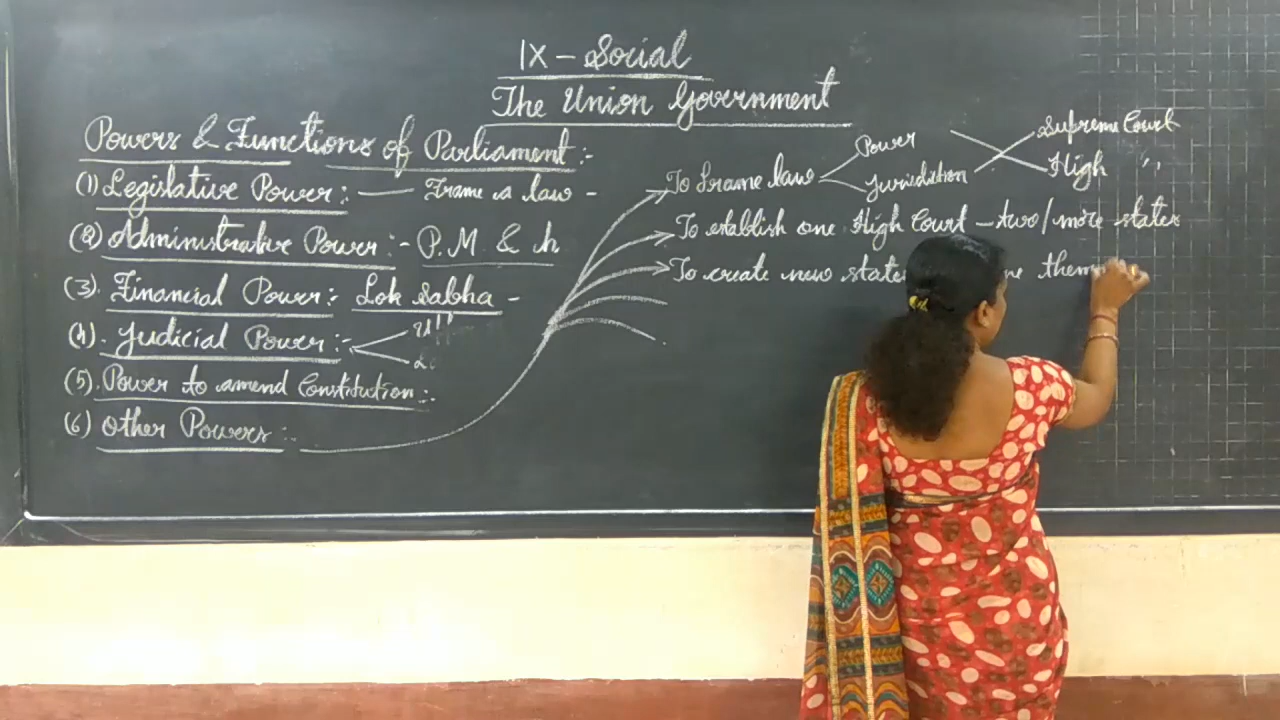 IX - Social
The Union Government
Powers & Functions of Parliament :-
(1) Legislative Power :- Frame a law -
(2) Administrative Power :- P.M. &
(3). Financial Power :- Lok Sabha -
(4). Judicial Power :-
(5). Power to amend Constitution :-
(6) Other Powers :-
To frame law
Power
Jurisdiction
Supreme Court
High ,,
To establish one High Court - two/more states
To create new state them